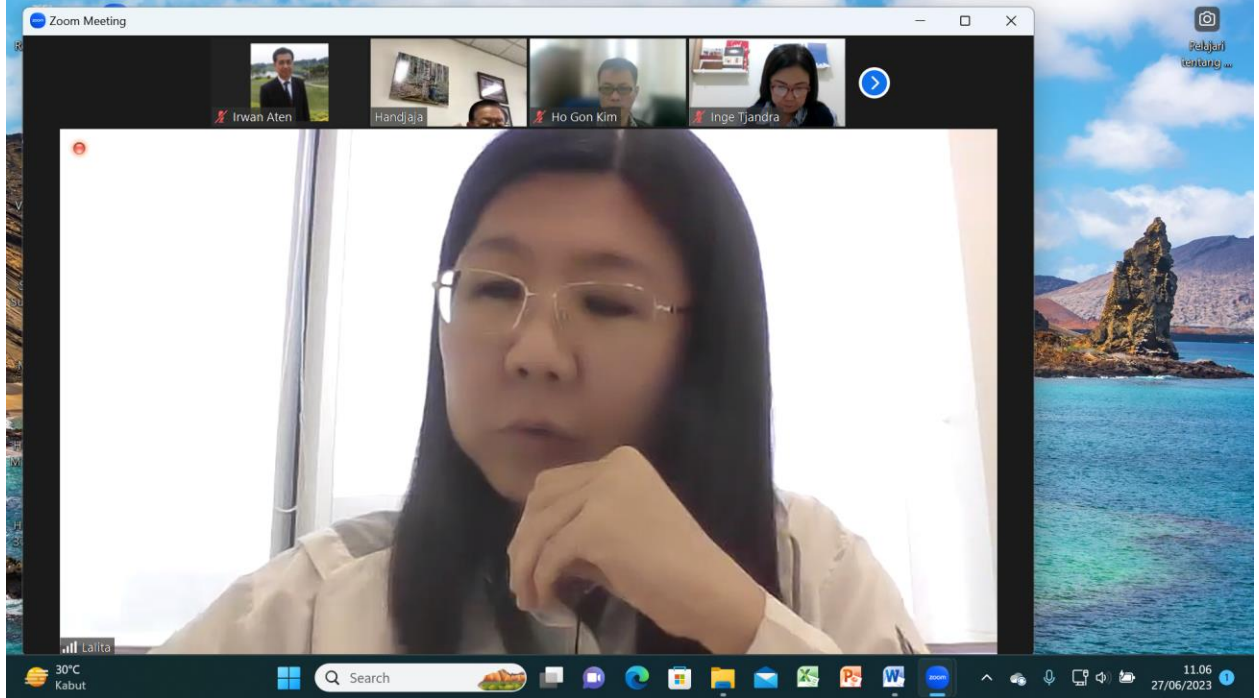 Zoom Meeting
Irwan Aten
Handjaja
Ho Gon Kim
Inge Tjandra
Lalita
Pelajari
tentang ...
30°C
Kabut
Search
11.06
27/06/2023
1